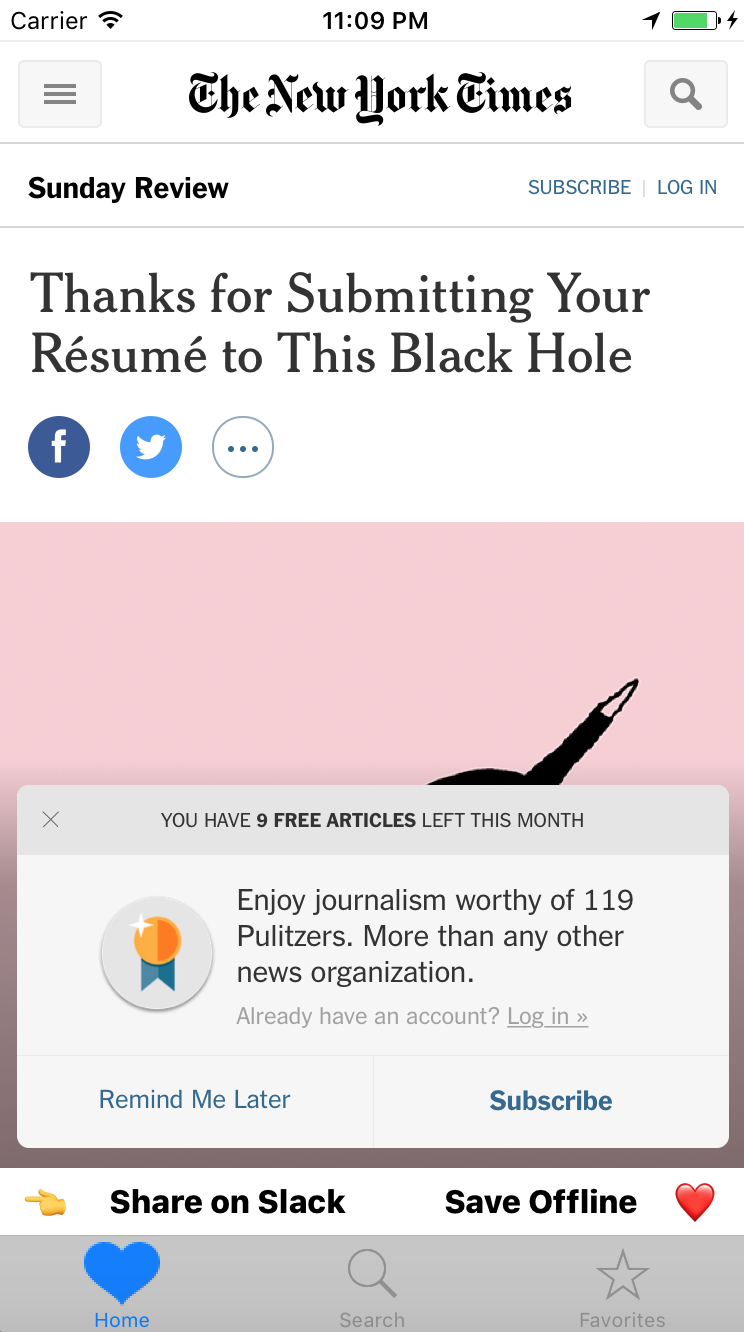 Carrier 11:09 PM
The New York Times
Sunday Review SUBSCRIBE | LOG IN
Thanks for Submitting Your
Résumé to This Black Hole
YOU HAVE 9 FREE ARTICLES LEFT THIS MONTH
Enjoy journalism worthy of 119
Pulitzers. More than any other
news organization.
Already have an account? Log in »
Remind Me Later Subscribe
Share on Slack Save Offline
Home Search Favorites